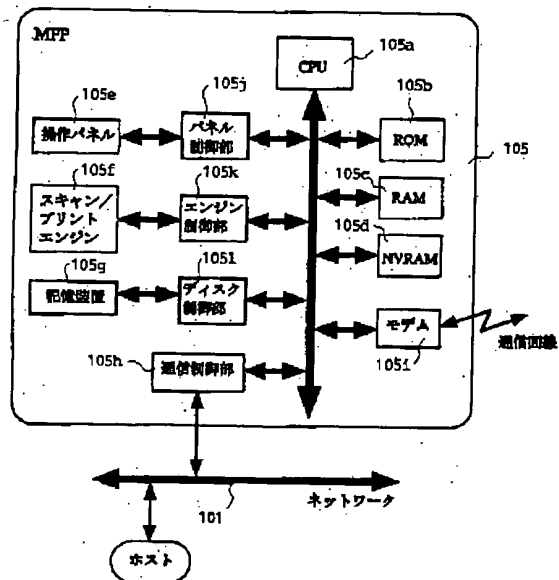 MFP
105a
CPU
105e
操作パネル
105j
パネル
制御部
105b
ROM
105
105f
スキャン/
プリント
エンジン
105k
エンジン
制御部
105c
RAM
105d
NVRAM
105g
記憶装置
105l
ディスク
制御部
モデム
105i
通信回線
105h
通信制御部
101
ネットワーク
ホスト